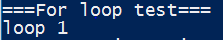 ===For loop test===
loop 1